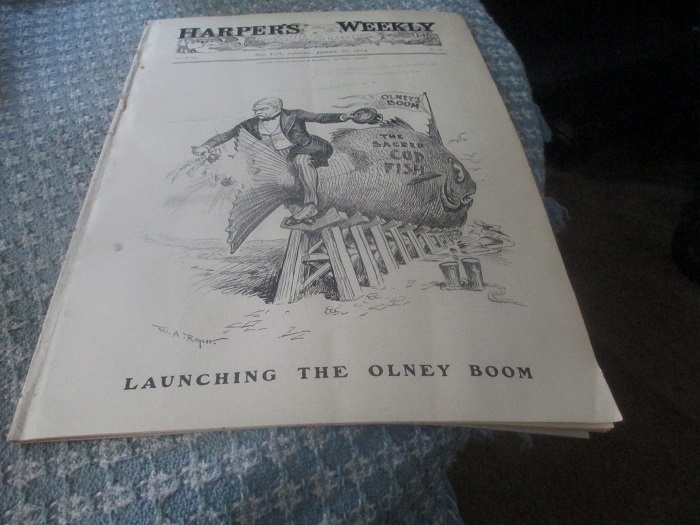 HARPER'S WEEKLY
OLNEY'S
BOOM
THE
SACRED
COD
FISH
W. A. Rogers
LAUNCHING THE OLNEY BOOM